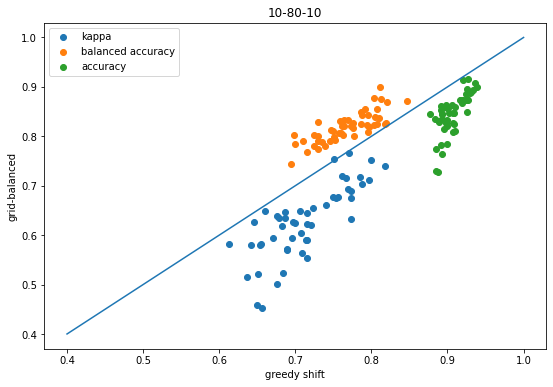 10-80-10
kappa
balanced accuracy
accuracy
grid-balanced
1.0
0.9
0.8
0.7
0.6
0.5
0.4
0.4 0.5 0.6 0.7 0.8 0.9 1.0
greedy shift